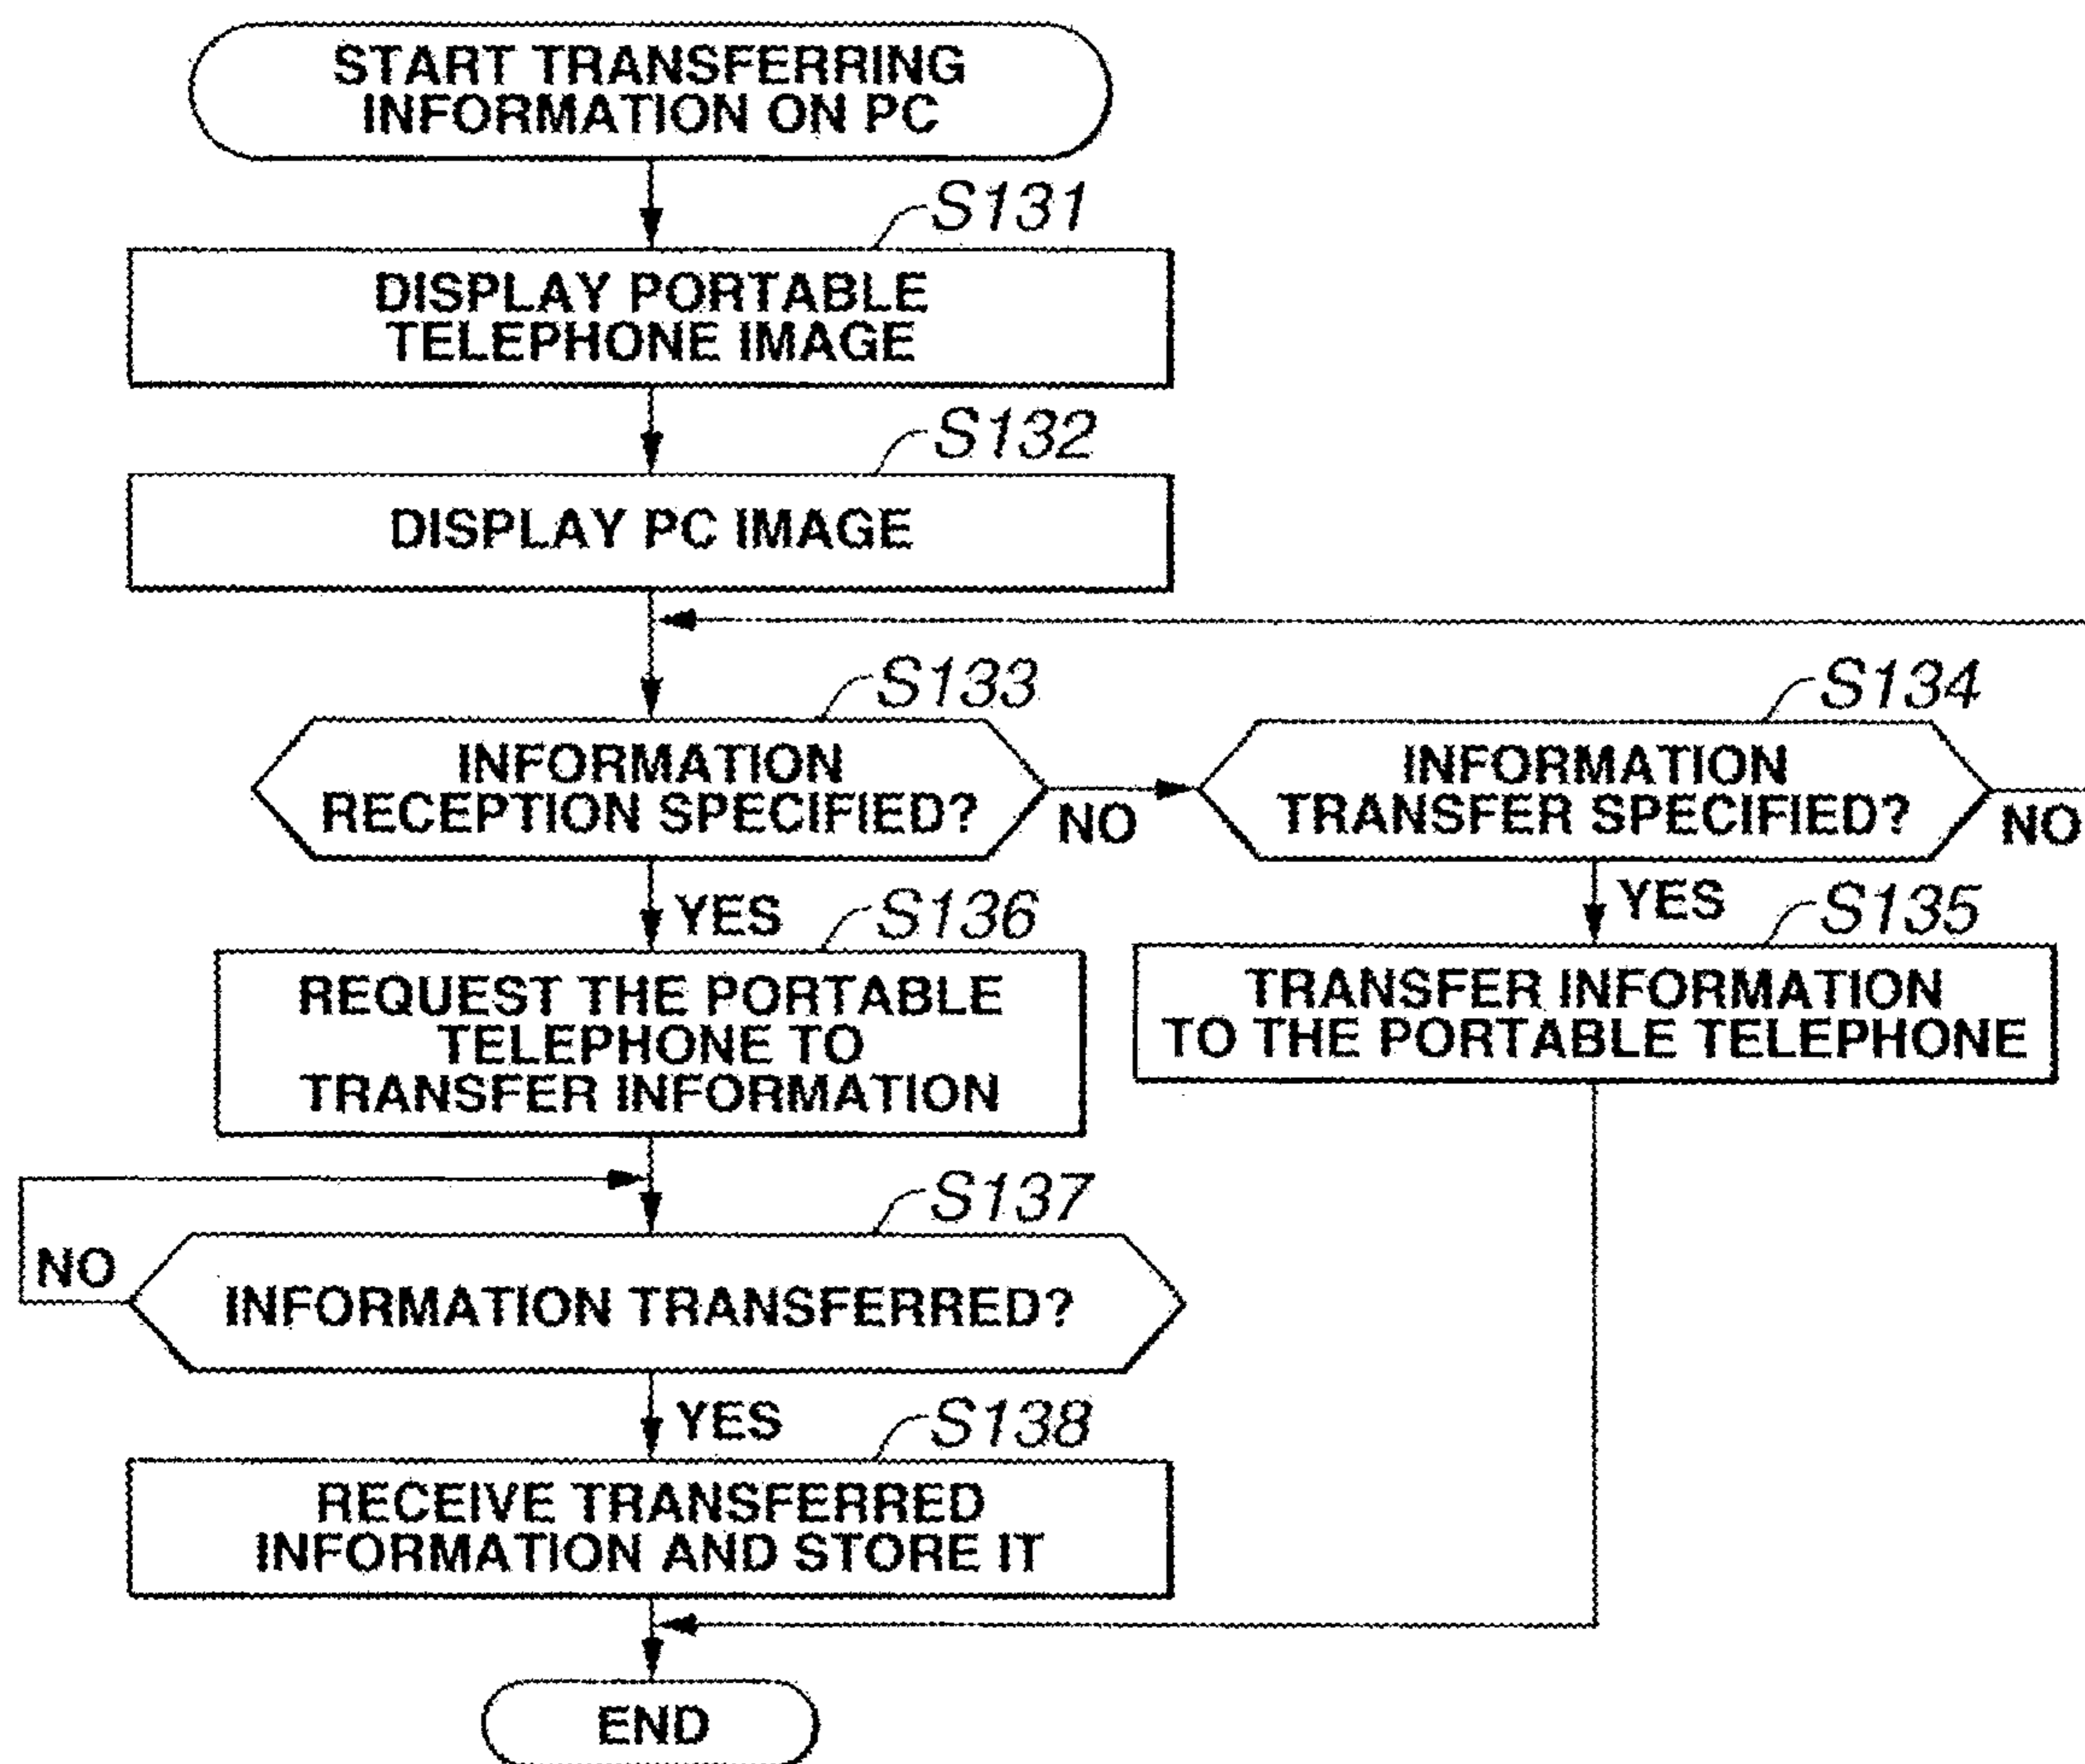 START TRANSFERRING
INFORMATION ON PC
S131
DISPLAY PORTABLE
TELEPHONE IMAGE
S132
DISPLAY PC IMAGE
S133
INFORMATION
RECEPTION SPECIFIED?
NO
S134
INFORMATION
TRANSFER SPECIFIED?
NO
YES
S136
REQUEST THE PORTABLE
TELEPHONE TO
TRANSFER INFORMATION
YES
S135
TRANSFER INFORMATION
TO THE PORTABLE TELEPHONE
S137
NO
INFORMATION TRANSFERRED?
YES
S138
RECEIVE TRANSFERRED
INFORMATION AND STORE IT
END